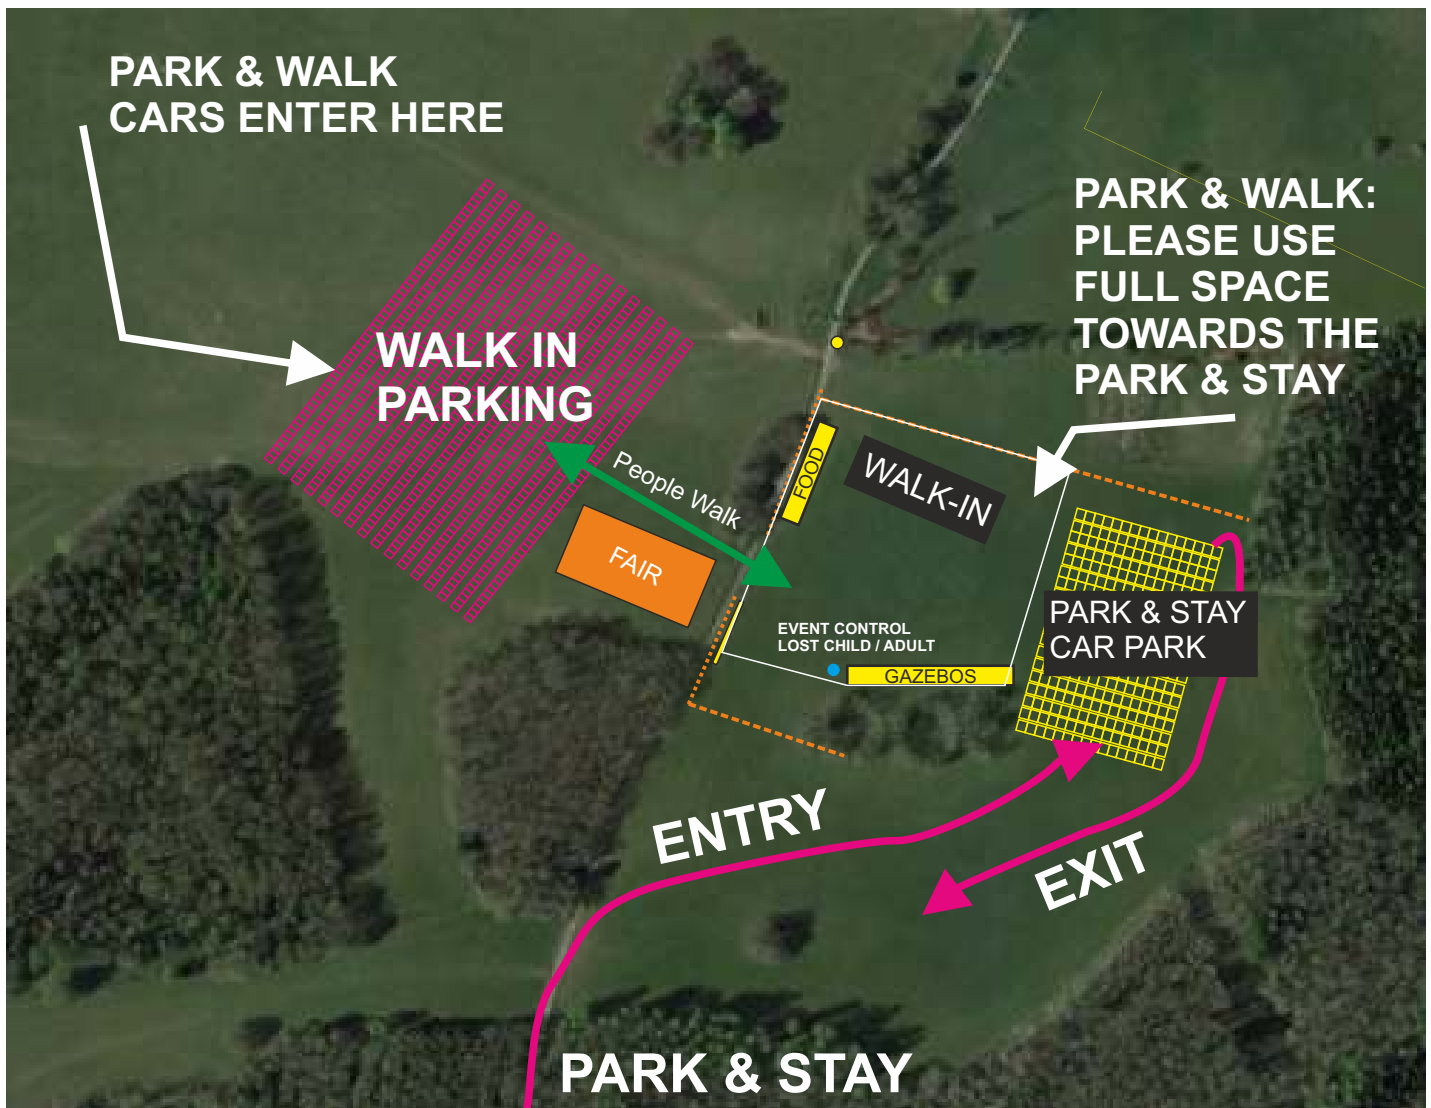 PARK & WALK
CARS ENTER HERE
PARK & WALK:
PLEASE USE
FULL SPACE
TOWARDS THE
PARK & STAY
WALK IN
PARKING
People Walk
FOOD
WALK-IN
FAIR
PARK & STAY
CAR PARK
EVENT CONTROL
LOST CHILD / ADULT
GAZEBOS
ENTRY
EXIT
PARK & STAY